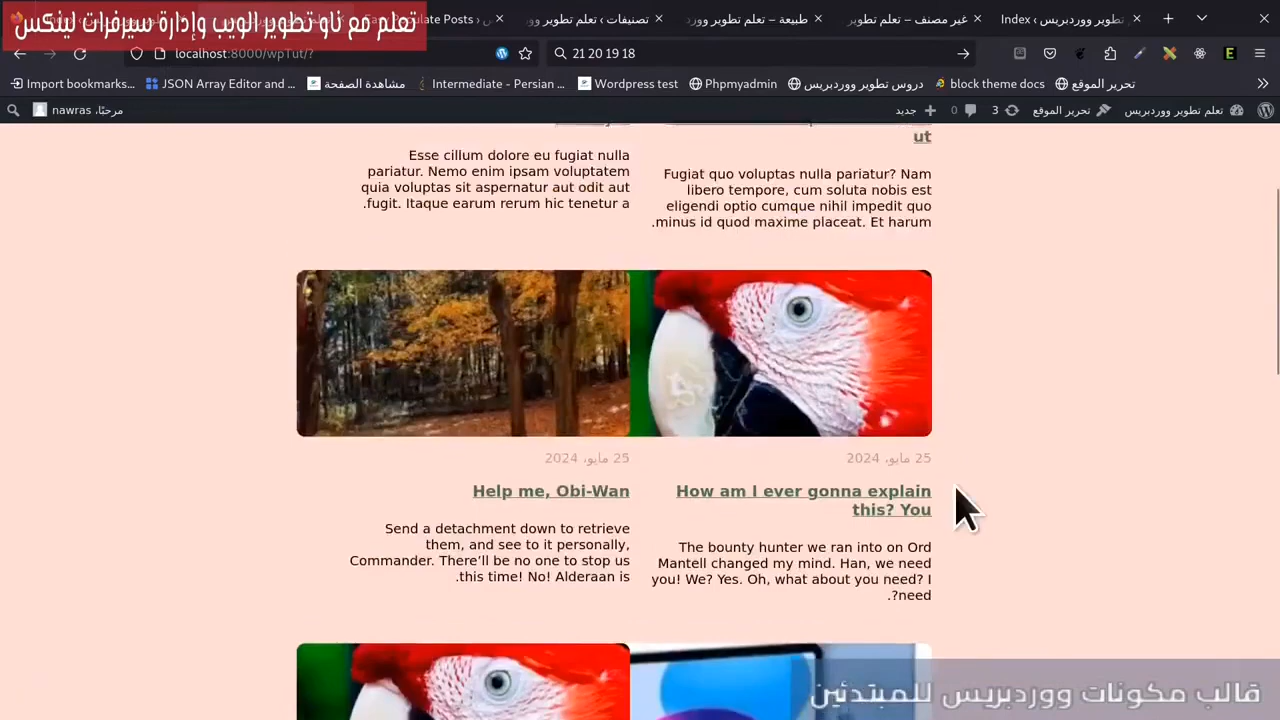 تعلم مع ناو تطوير الويب وإدارة سيرفرات لينكس
Posts ‹
تصنيفات ‹ تعلم تطوير وورد
طبيعة – تعلم تطوير وورد
غير مصنف – تعلم تطوير
Index ‹ تطوير ووردبريس
localhost:8000/wpTut/?
21 20 19 18
Import bookmarks...
JSON Array Editor and ...
مشاهدة الصفحة
Intermediate - Persian ...
Wordpress test
Phpmyadmin
دروس تطوير ووردبريس
block theme docs
تحرير الموقع
مرحبًا، nawras
جديد
0
3
تحرير الموقع
تعلم تطوير ووردبريس
ut
Fugiat quo voluptas nulla pariatur? Nam
libero tempore, cum soluta nobis est
eligendi optio cumque nihil impedit quo
minus id quod maxime placeat. Et harum.
Esse cillum dolore eu fugiat nulla
pariatur. Nemo enim ipsam voluptatem
quia voluptas sit aspernatur aut odit aut
fugit. Itaque earum rerum hic tenetur a.
25 مايو، 2024
How am I ever gonna explain
this? You
The bounty hunter we ran into on Ord
Mantell changed my mind. Han, we need
you! We? Yes. Oh, what about you need? I
need?.
25 مايو، 2024
Help me, Obi-Wan
Send a detachment down to retrieve
them, and see to it personally,
Commander. There’ll be no one to stop us
this time! No! Alderaan is.
قالب مكونات ووردبريس للمبتدئين